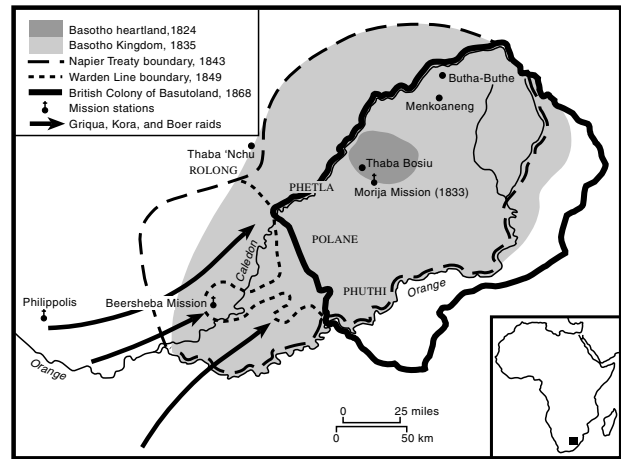 Basotho heartland,1824
Basotho Kingdom, 1835
Napier Treaty boundary, 1843
Warden Line boundary, 1849
British Colony of Basutoland, 1868
Mission stations
Griqua, Kora, and Boer raids
Butha-Buthe
Menkoaneng
Thaba 'Nchu
ROLONG
Thaba Bosiu
PHETLA
Morija Mission (1833)
POLANE
Caledon
PHUTHI
Orange
Philippolis
Beersheba Mission
Orange
0 25 miles
0 50 km